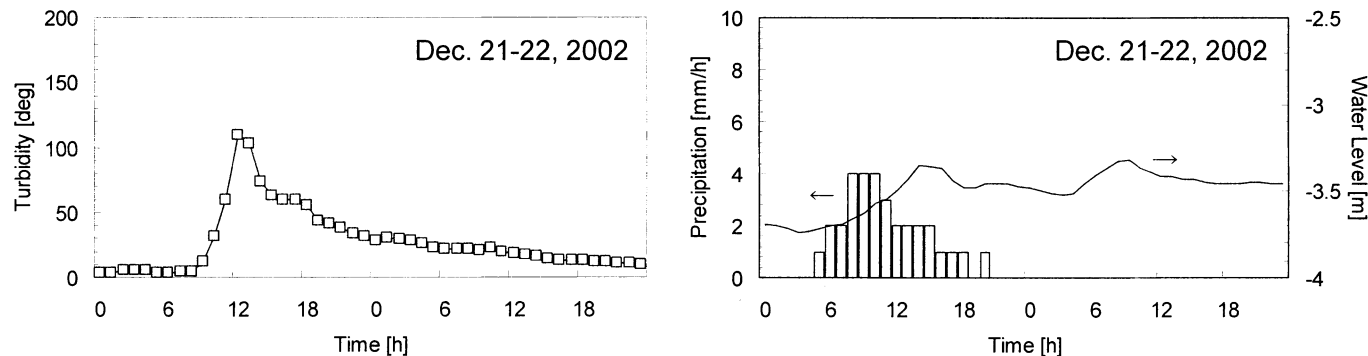 200
150
100
50
0
Turbidity [deg]
Dec. 21-22, 2002
0 6 12 18 0 6 12 18
Time [h]
10
8
6
4
2
0
Precipitation [mm/h]
Dec. 21-22, 2002
-2.5
-3
-3.5
-4
Water Level [m]
0 6 12 18 0 6 12 18
Time [h]